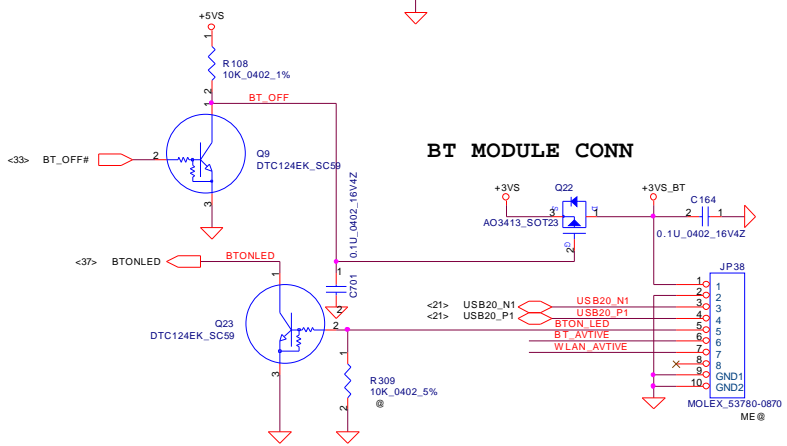 +5VS
1
R108
10K_0402_1%
2
1
BT_OFF
<33> BT_OFF#
2
Q9
DTC124EK_SC59
3
BT MODULE CONN
0.1U_0402_16V4Z
+3VS
Q22
+3VS_BT
3
S
D
1
G
2
AO3413_SOT23
C164
2
1
0.1U_0402_16V4Z
<37> BTONLED
BTONLED
1
1
C701
2
JP38
Q23
DTC124EK_SC59
2
3
<21> USB20_N1
USB20_N1
<21> USB20_P1
USB20_P1
BTON_LED
BT_AVTIVE
WLAN_AVTIVE
1 1
2 2
3 3
4 4
5 5
6 6
7 7
8 8
9 GND1
10 GND2
1
R309
10K_0402_5%
@
2
MOLEX_53780-0870
ME@